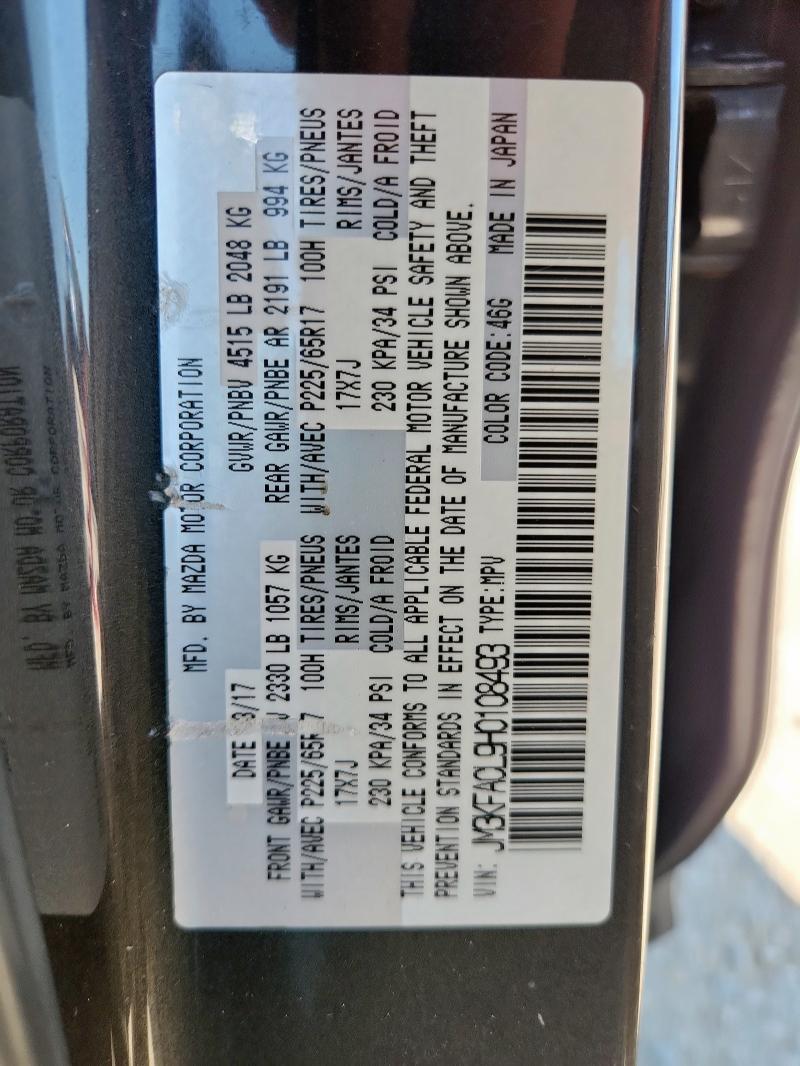 MFD. BY MAZDA MOTOR CORPORATION
DATE 3/17 GVWR/PNBV 4515 LB 2048 KG
FRONT GAWR/PNBE 2330 LB 1057 KG REAR GAWR/PNBE AR 2191 LB 994 KG
WITH/AVEC P225/65 7 100H TIRES/PNEUS WITH/AVEC P225/65R17 100H TIRES/PNEUS
17X7J RIMS/JANTES 17X7J RIMS/JANTES
230 KPA/34 PSI COLD/A FROID 230 KPA/34 PSI COLD/A FROID
THIS VEHICLE CONFORMS TO ALL APPLICABLE FEDERAL MOTOR VEHICLE SAFETY AND THEFT
PREVENTION STANDARDS IN EFFECT ON THE DATE OF MANUFACTURE SHOWN ABOVE.
VIN: JM3KFACL9H0108493 TYPE:MPV COLOR CODE:46G MADE IN JAPAN